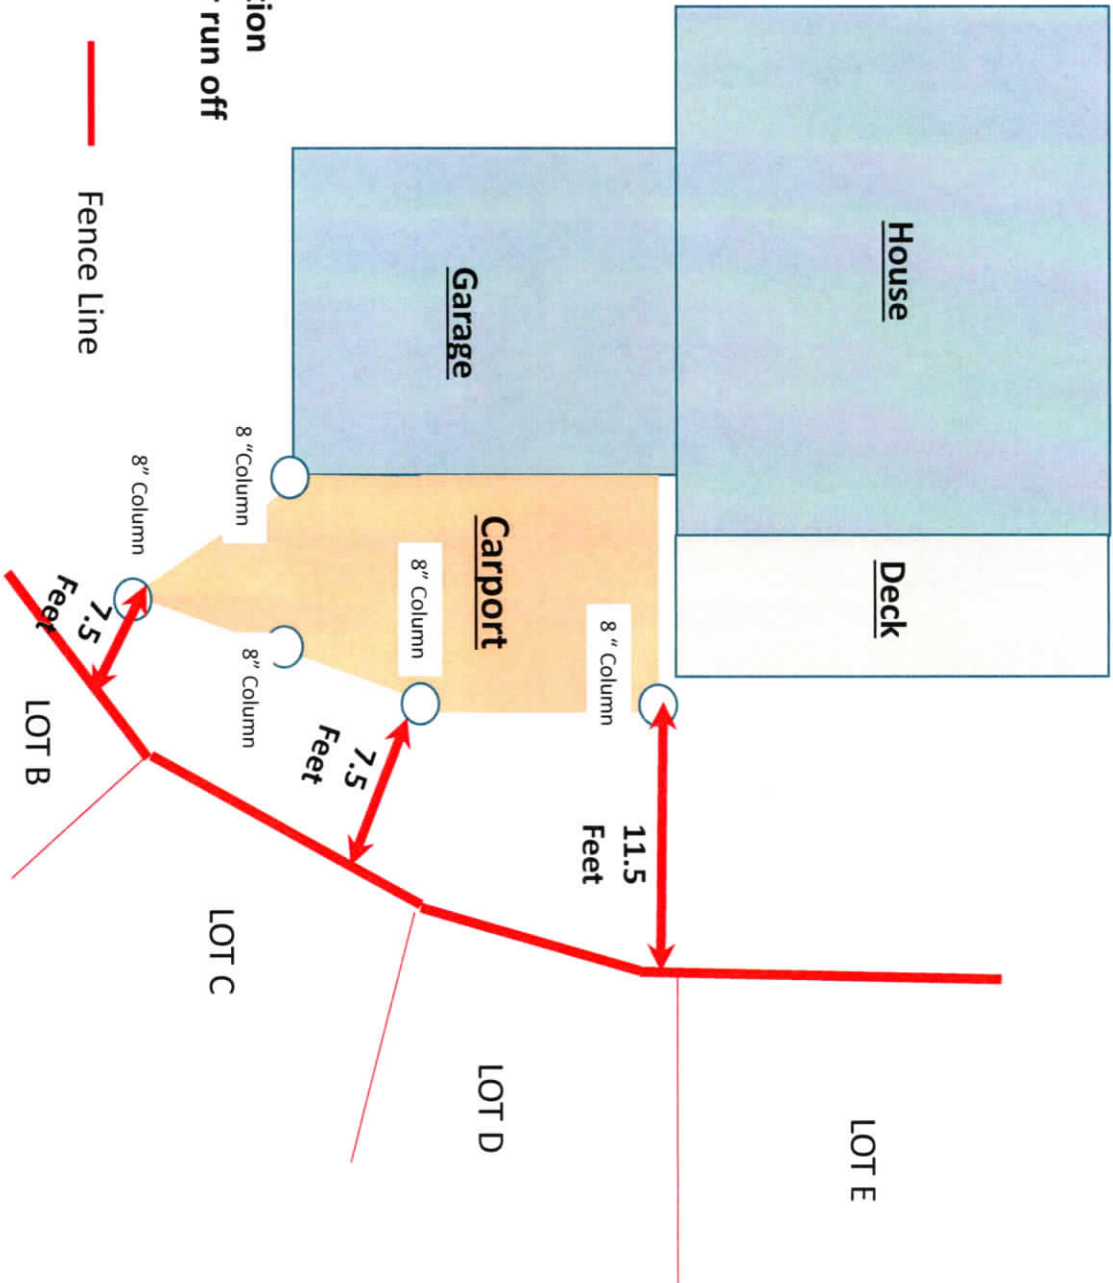 House
Deck
LOT E
11.5
Feet
8 " Column
Carport
LOT D
Garage
8" Column
7.5
Feet
tion
run off
8 "Column
8" Column
LOT C
8" Column
Fence Line
7.5
Feet
LOT B